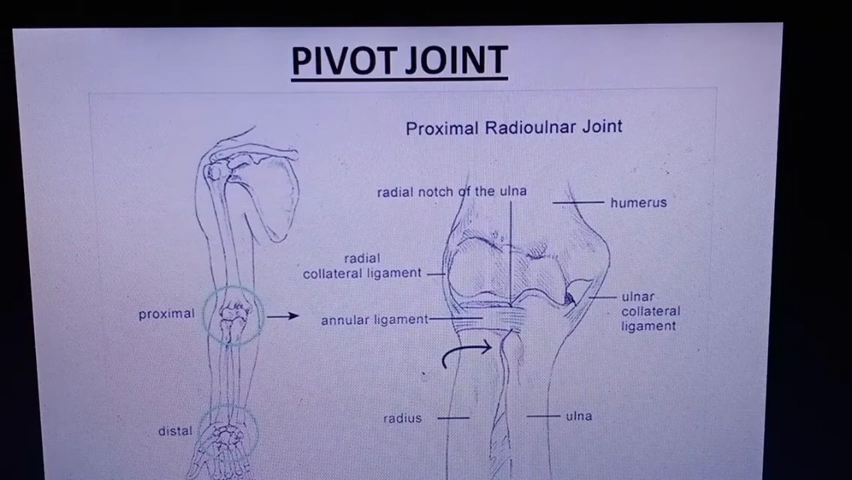 PIVOT JOINT
Proximal Radioulnar Joint
radial notch of the ulna
humerus
radial
collateral ligament
proximal
annular ligament
ulnar
collateral
ligament
radius
ulna
distal